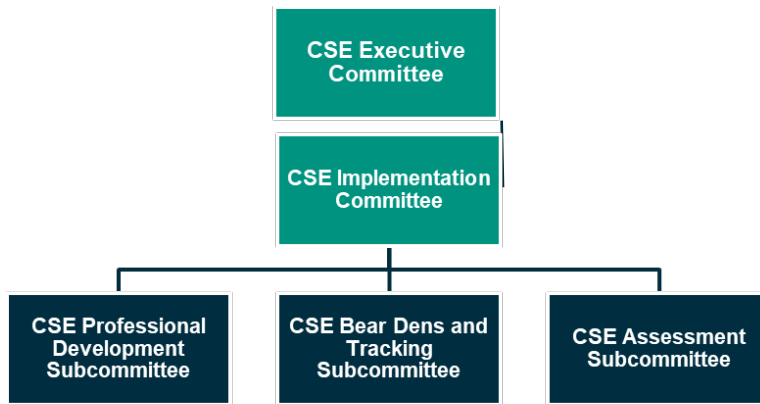 CSE Executive
Committee
CSE Implementation
Committee
CSE Professional
Development
Subcommittee
CSE Bear Dens and
Tracking
Subcommittee
CSE Assessment
Subcommittee